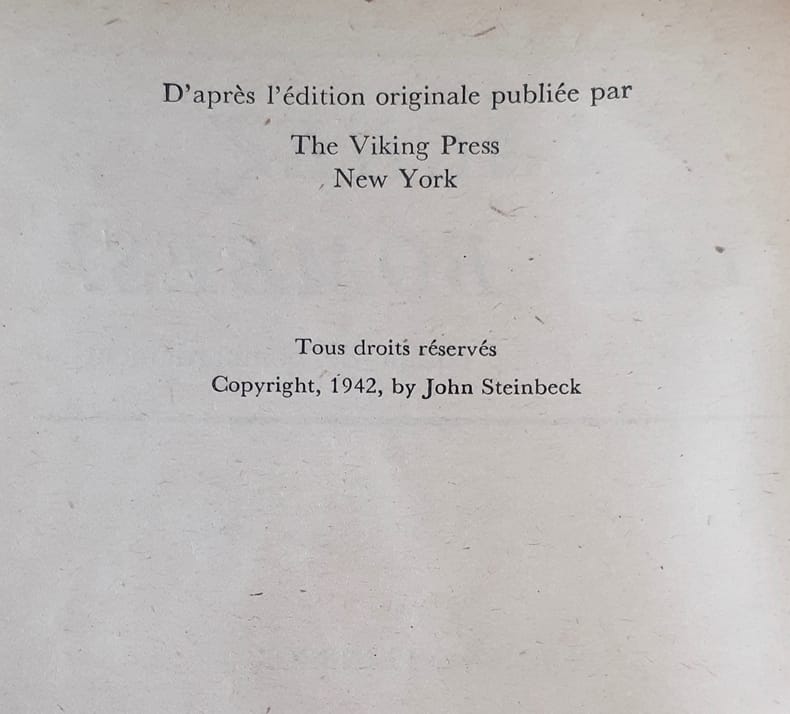 D'après l'édition originale publiée par
The Viking Press
New York
Tous droits réservés
Copyright, 1942, by John Steinbeck